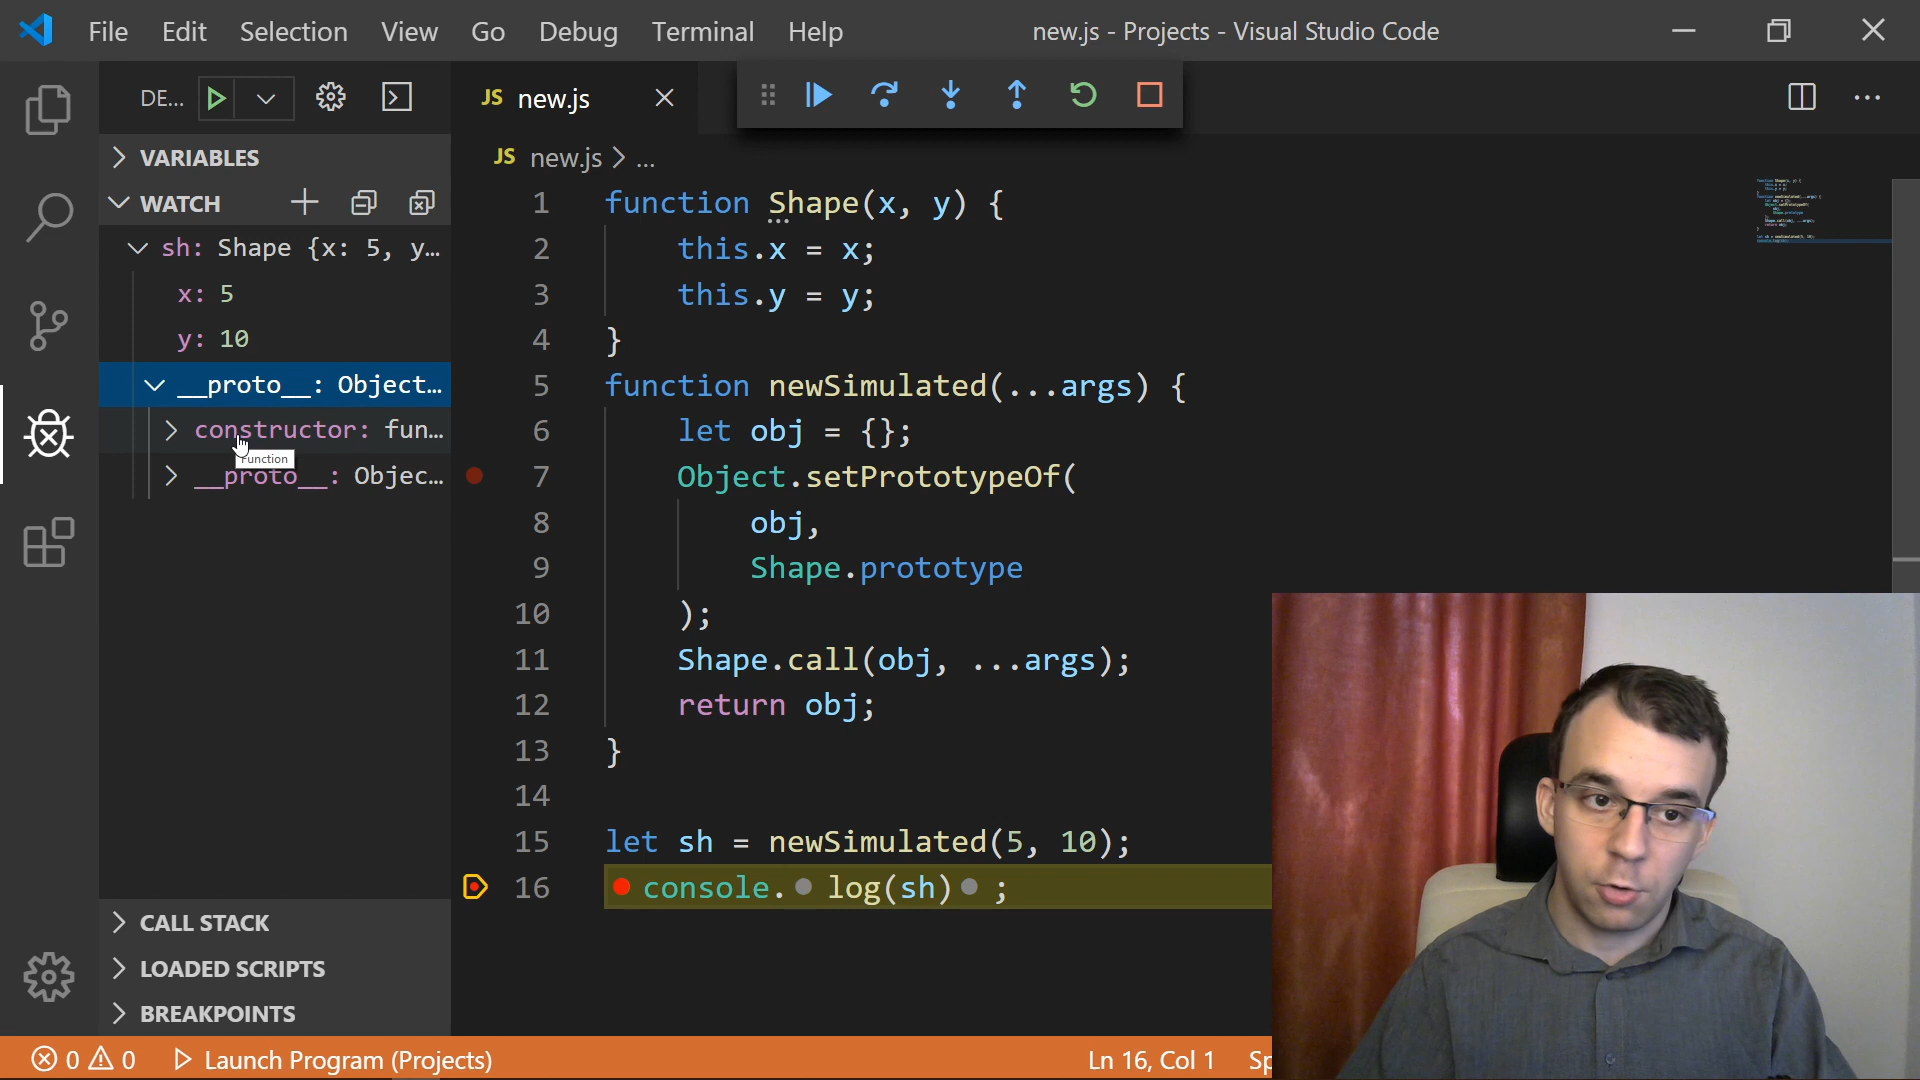 File Edit Selection View Go Debug Terminal Help new.js - Projects - Visual Studio Code
DE...
JS new.js
VARIABLES
WATCH
sh: Shape {x: 5, y...
x: 5
y: 10
__proto__: Object...
constructor: fun...
Function
__proto__: Objec...
CALL STACK
LOADED SCRIPTS
BREAKPOINTS
JS new.js > ...
1 function Shape(x, y) {
2 this.x = x;
3 this.y = y;
4 }
5 function newSimulated(...args) {
6 let obj = {};
7 Object.setPrototypeOf(
8 obj,
9 Shape.prototype
10 );
11 Shape.call(obj, ...args);
12 return obj;
13 }
14
15 let sh = newSimulated(5, 10);
16 console.log(sh);
0 0 Launch Program (Projects) Ln 16, Col 1 Sp